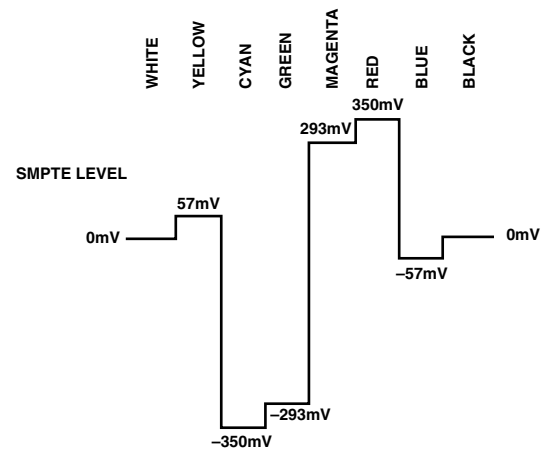 WHITE
YELLOW
CYAN
GREEN
MAGENTA
RED
BLUE
BLACK
350mV
293mV
SMPTE LEVEL
57mV
0mV
0mV
–57mV
–293mV
–350mV